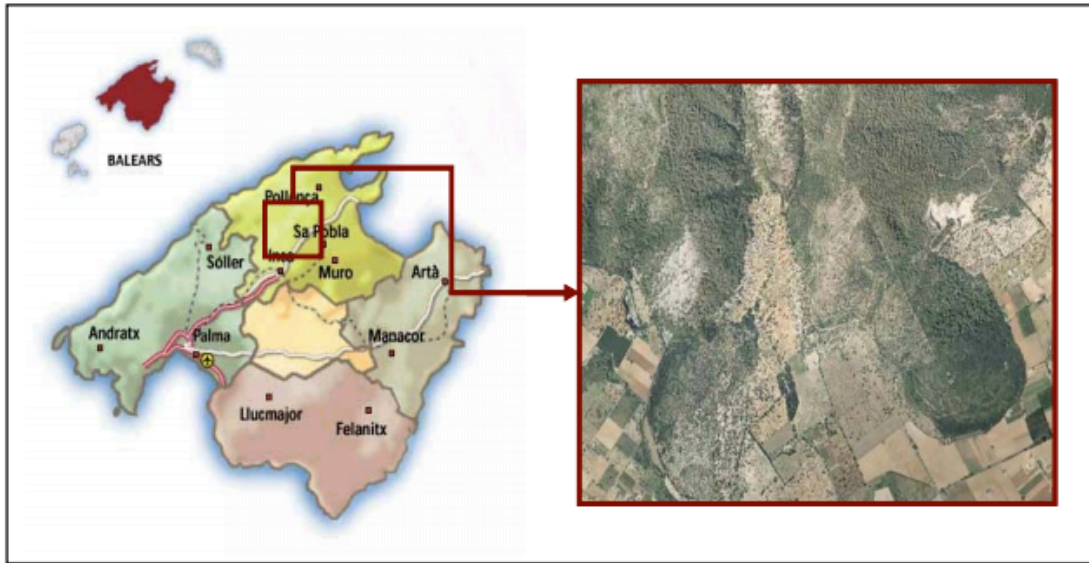 BALEARS
Pollença
Sa Pobla
Inca
Muro
Sóller
Artà
Andratx
Palma
Manacor
Llucmajor
Felanitx